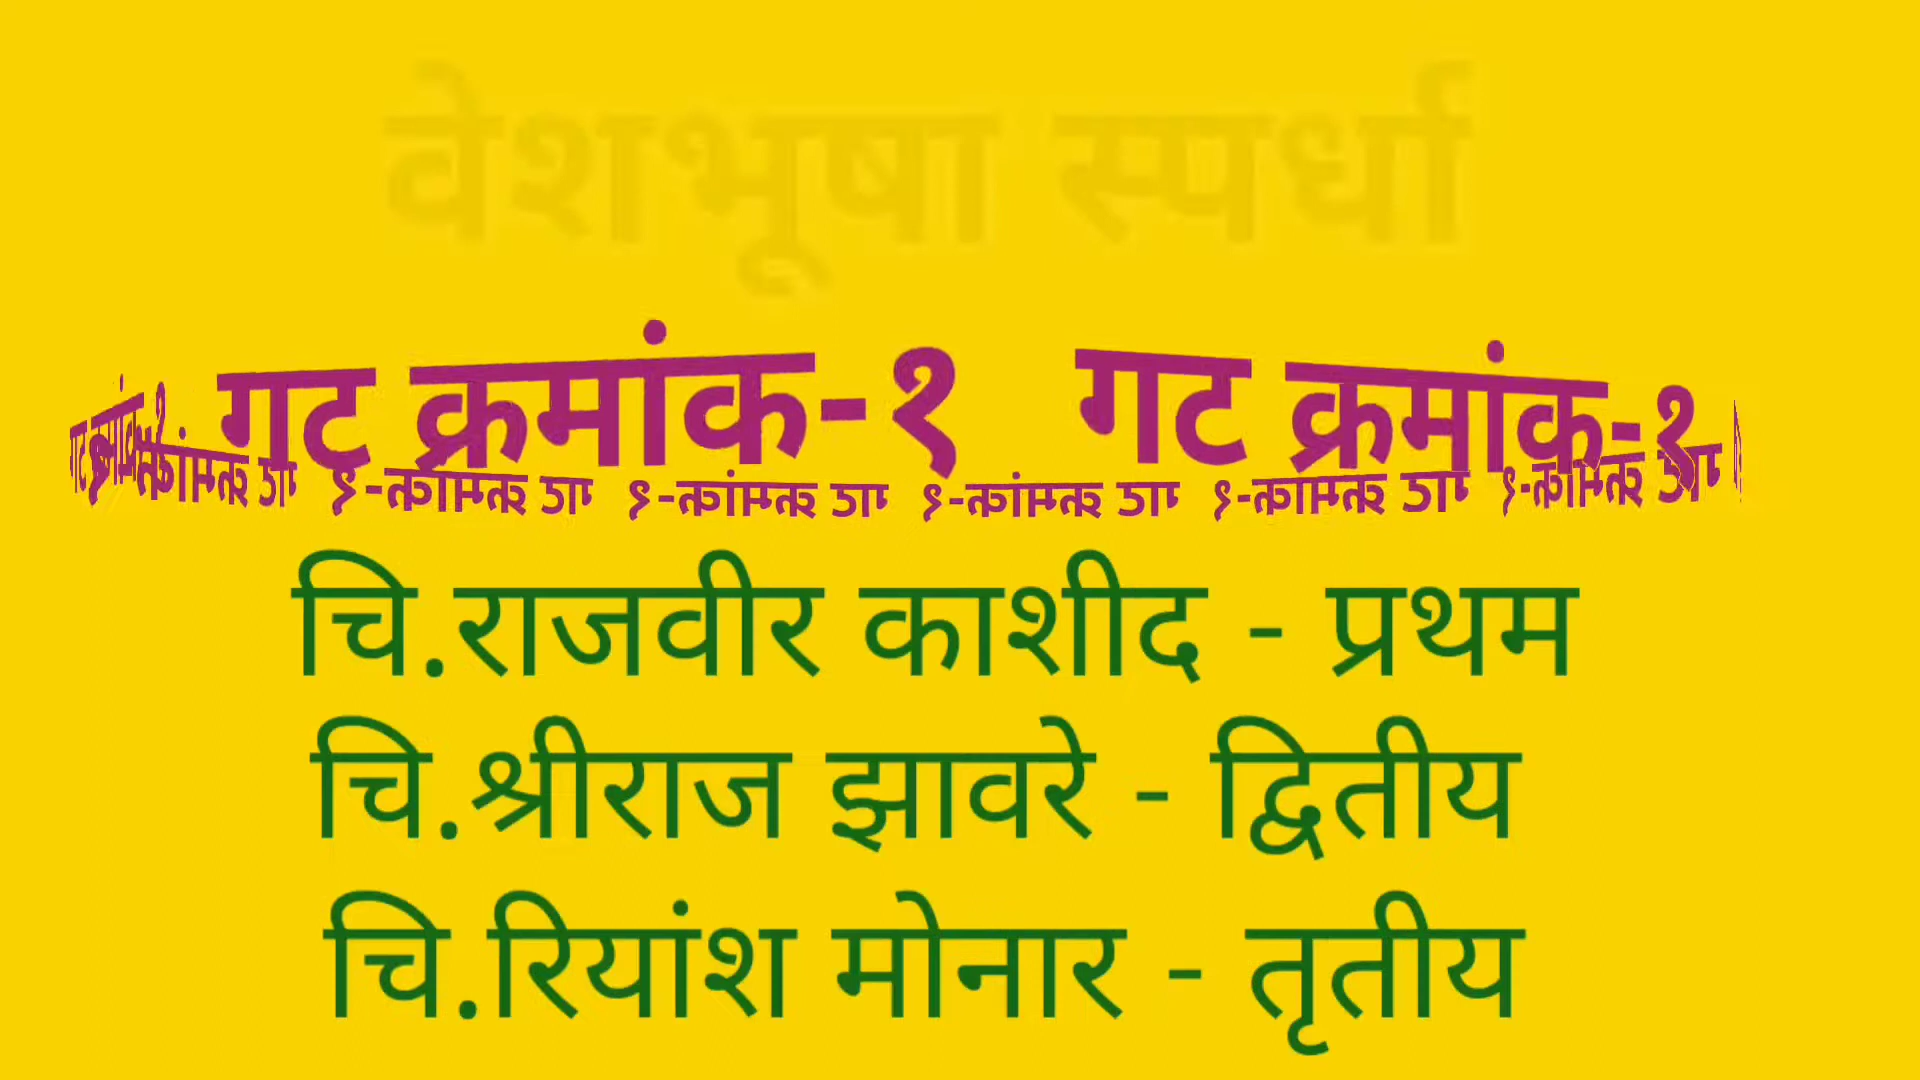 वेशभूषा स्पर्धा
गट क्रमांक-१ गट क्रमांक-१
चि.राजवीर काशीद - प्रथम
चि.श्रीराज झावरे - द्वितीय
चि.रियांश मोनार - तृतीय